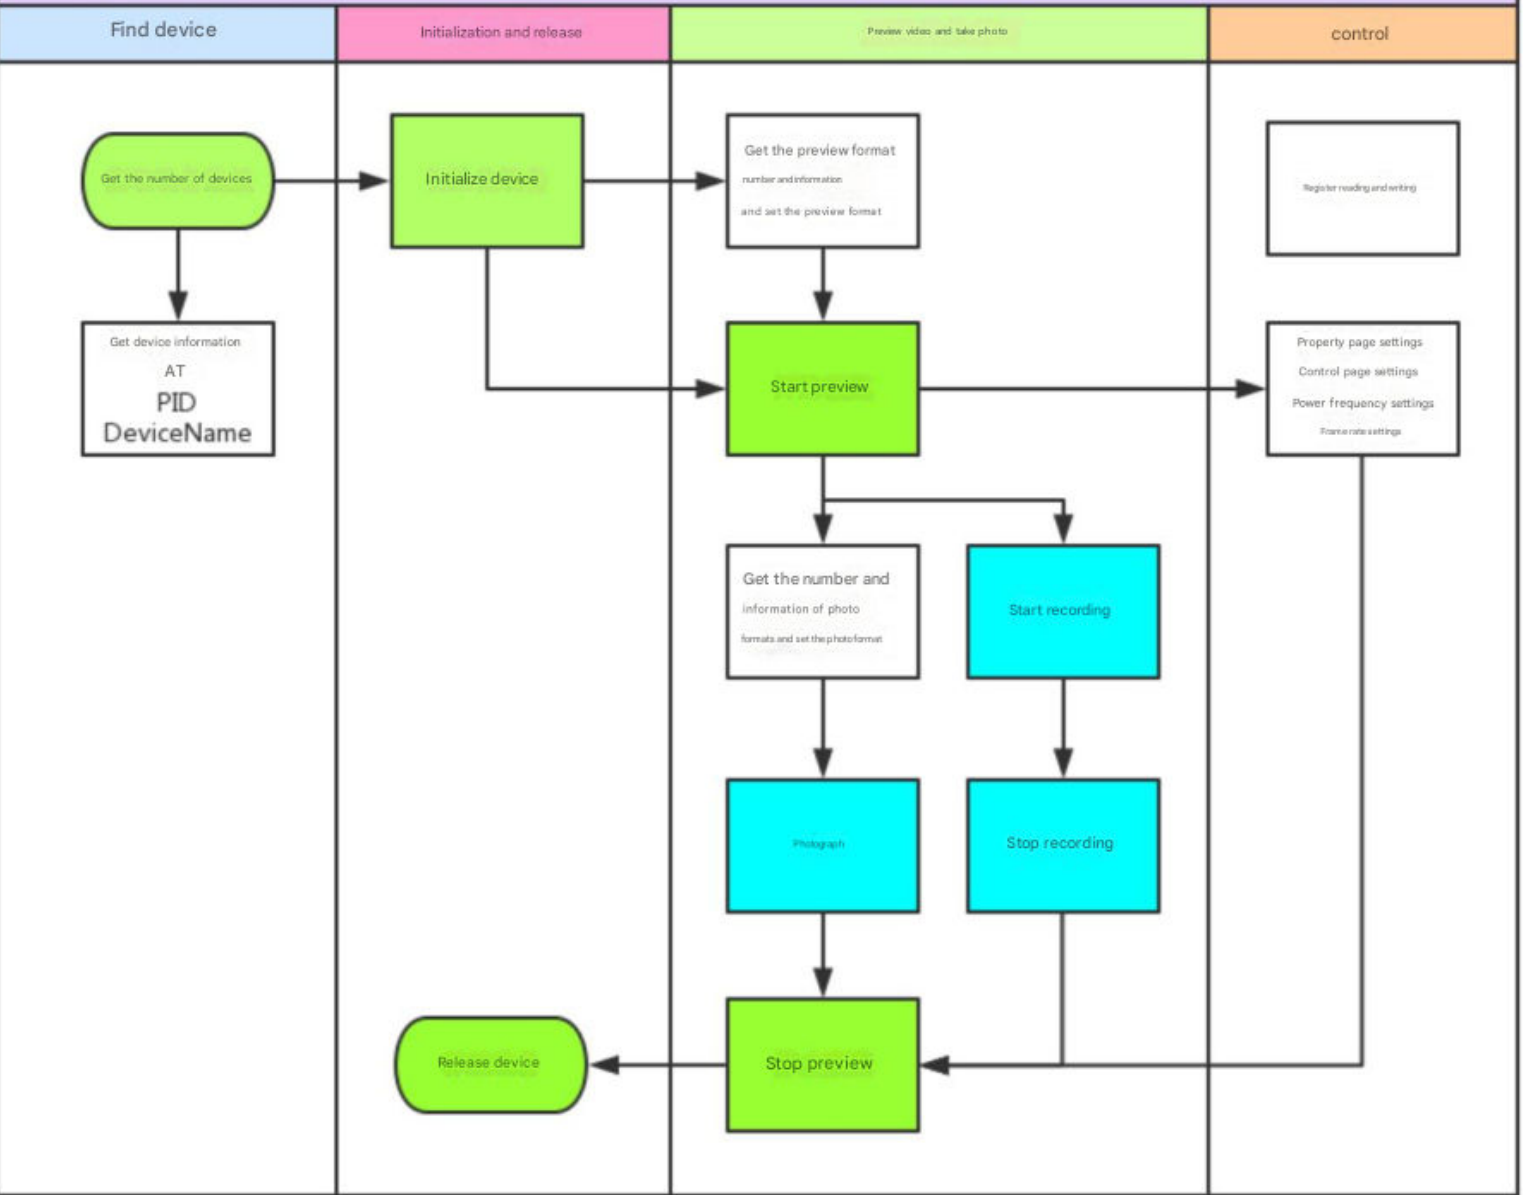 Find device
Initialization and release
Preview video and take photo
control
Get the number of devices
Initialize device
Get the preview format
number and information
and set the preview format
Register reading and writing
Get device information
AT
PID
DeviceName
Start preview
Property page settings
Control page settings
Power frequency settings
Frame rate settings
Get the number and
information of photo
formats and set the photo format
Start recording
Photograph
Stop recording
Release device
Stop preview